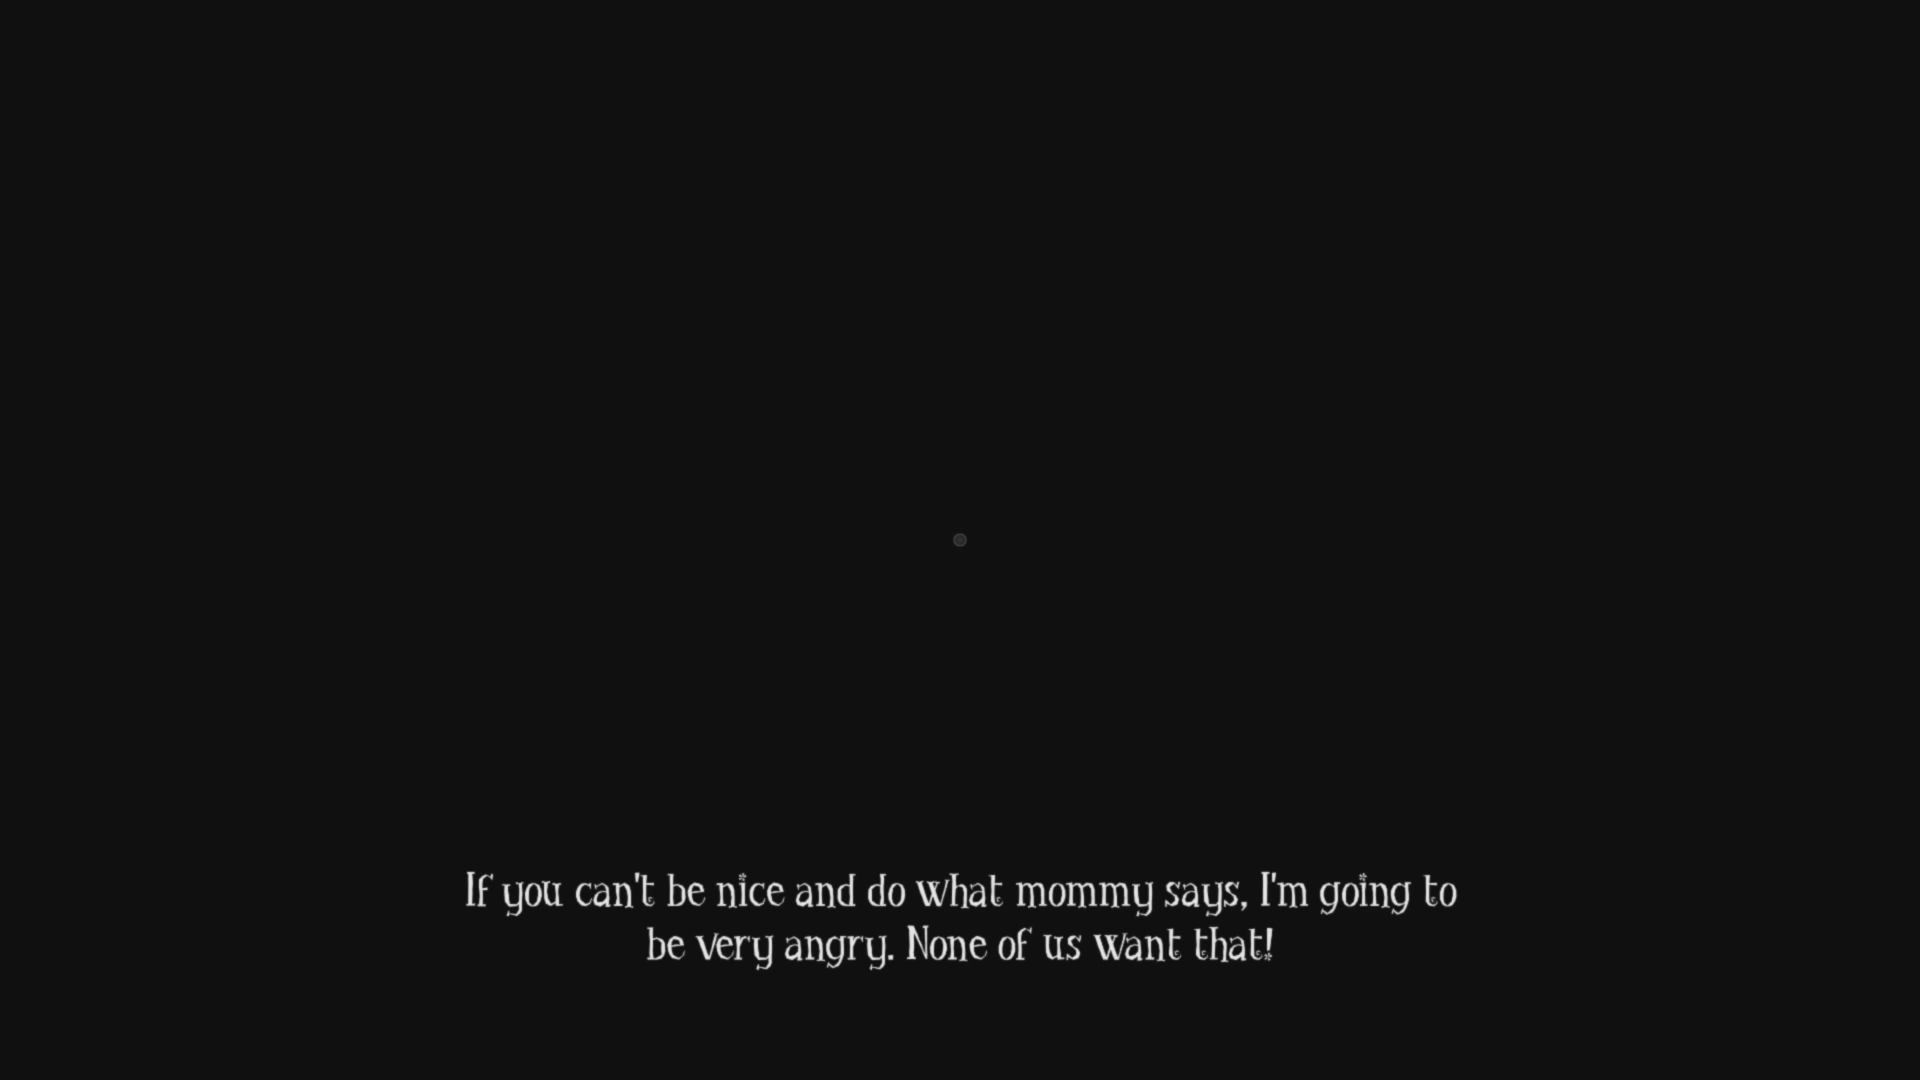 If you can't be nice and do what mommy says, I'm going to
be very angry. None of us want that!